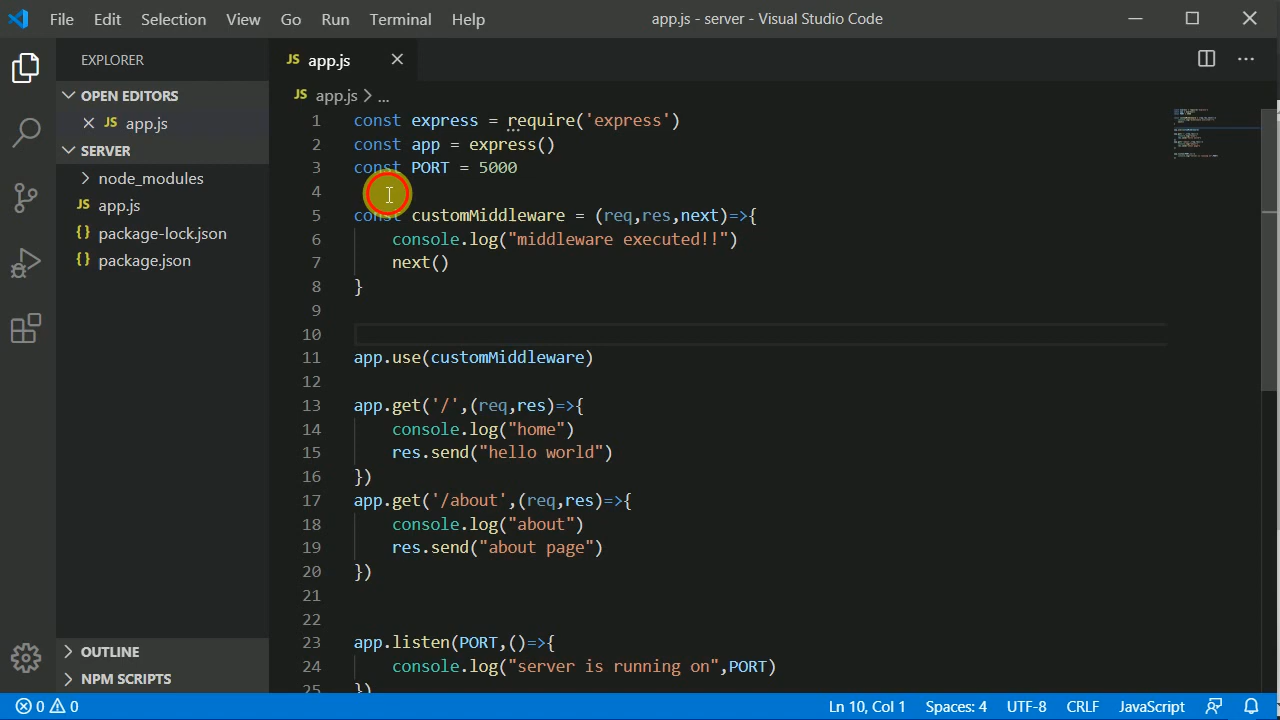 File Edit Selection View Go Run Terminal Help app.js - server - Visual Studio Code
EXPLORER
OPEN EDITORS
JS app.js
SERVER
node_modules
JS app.js
{} package-lock.json
{} package.json
OUTLINE
NPM SCRIPTS
JS app.js
JS app.js > ...
1 const express = require('express')
2 const app = express()
3 const PORT = 5000
4
5 const customMiddleware = (req,res,next)=>{
6 console.log("middleware executed!!")
7 next()
8 }
9
10
11 app.use(customMiddleware)
12
13 app.get('/',(req,res)=>{
14 console.log("home")
15 res.send("hello world")
16 })
17 app.get('/about',(req,res)=>{
18 console.log("about")
19 res.send("about page")
20 })
21
22
23 app.listen(PORT,()=>{
24 console.log("server is running on",PORT)
25 })
0 0 Ln 10, Col 1 Spaces: 4 UTF-8 CRLF JavaScript